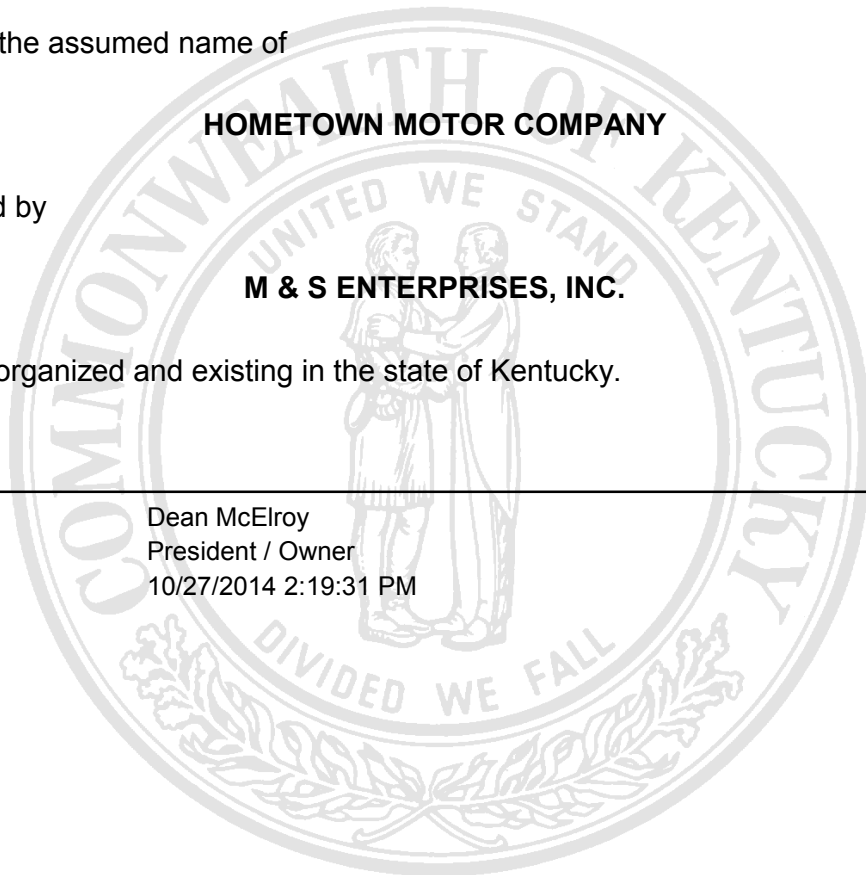 the assumed name of
HOMETOWN MOTOR COMPANY
d by
M & S ENTERPRISES, INC.
organized and existing in the state of Kentucky.
Dean McElroy
President / Owner
10/27/2014 2:19:31 PM
COMMONWEALTH OF KENTUCKY
UNITED WE STAND
DIVIDED WE FALL